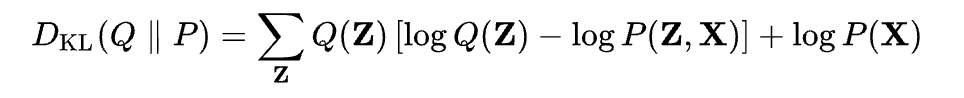 D_KL(Q ∥ P) = ∑_Z Q(Z) [log Q(Z) − log P(Z, X)] + log P(X)